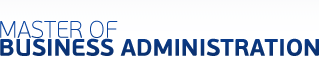 MASTER OF
BUSINESS ADMINISTRATION